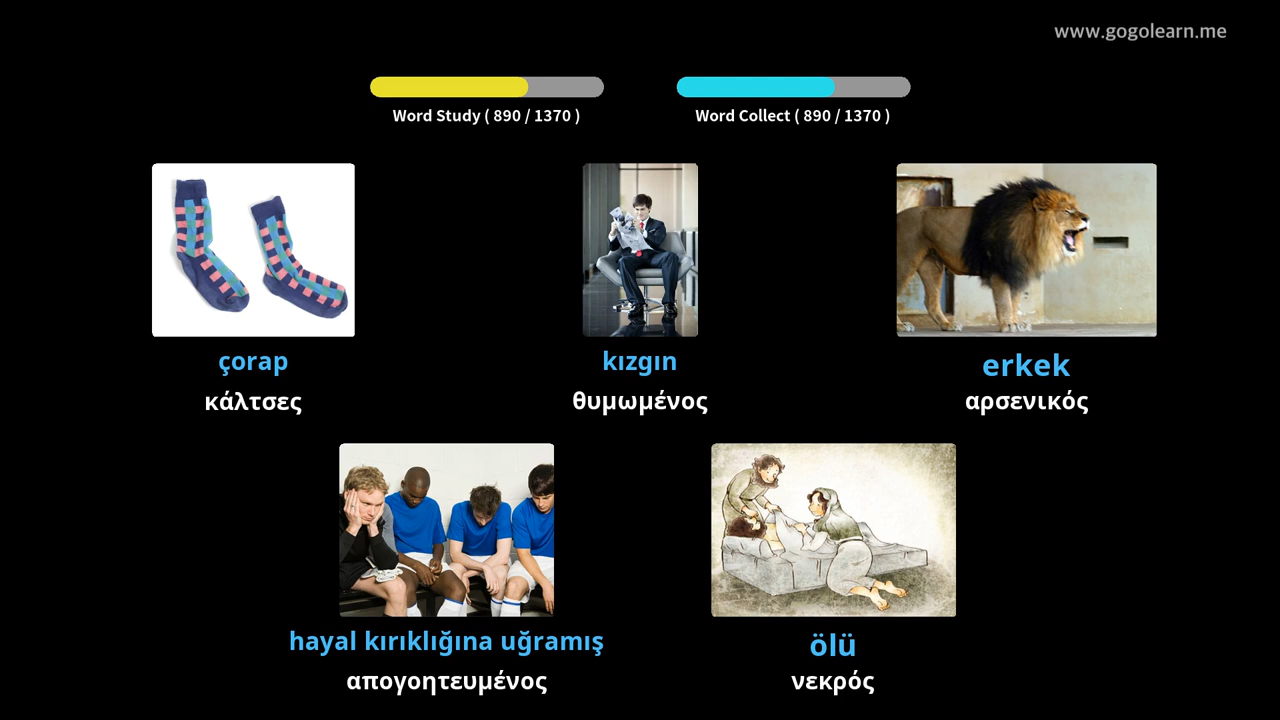 www.gogolearn.me
Word Study ( 890 / 1370 )
Word Collect ( 890 / 1370 )
çorap
κάλτσες
kızgın
θυμωμένος
erkek
αρσενικός
hayal kırıklığına uğramış
απογοητευμένος
ölü
νεκρός